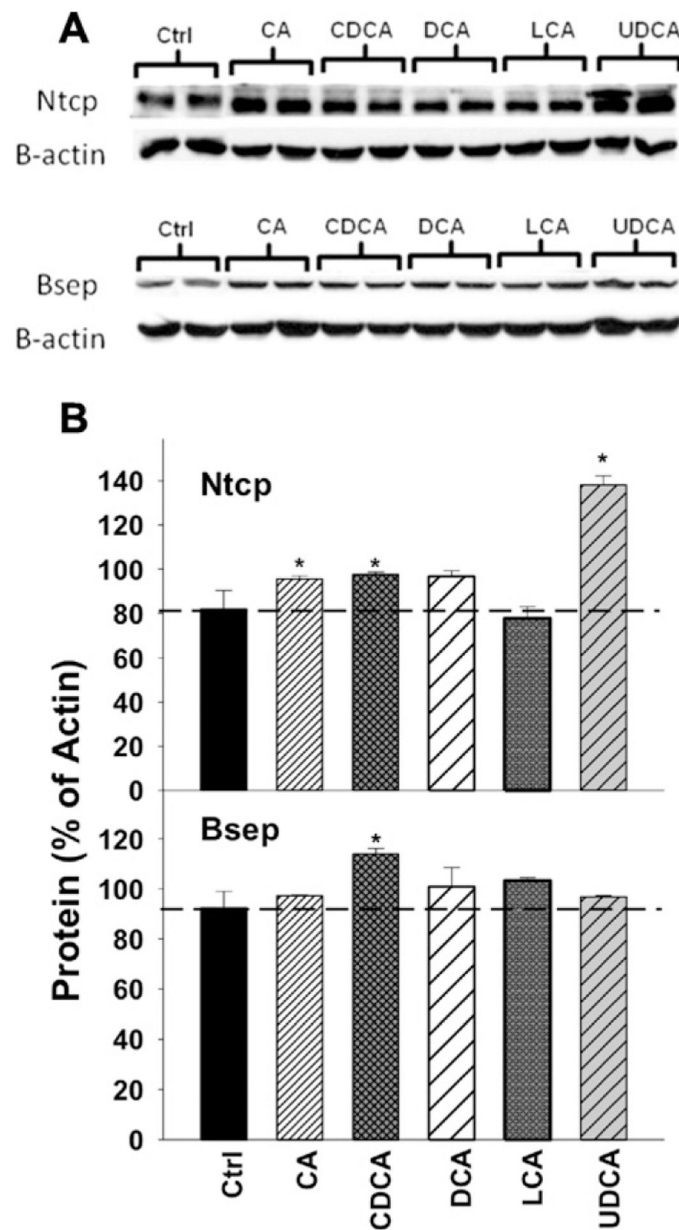 A
Ctrl CA CDCA DCA LCA UDCA
Ntcp
B-actin
Ctrl CA CDCA DCA LCA UDCA
Bsep
B-actin
B
Protein (% of Actin)
Ntcp
*
* *
140
120
100
80
60
40
20
0
Bsep
*
120
100
80
60
40
20
0
Ctrl CA CDCA DCA LCA UDCA